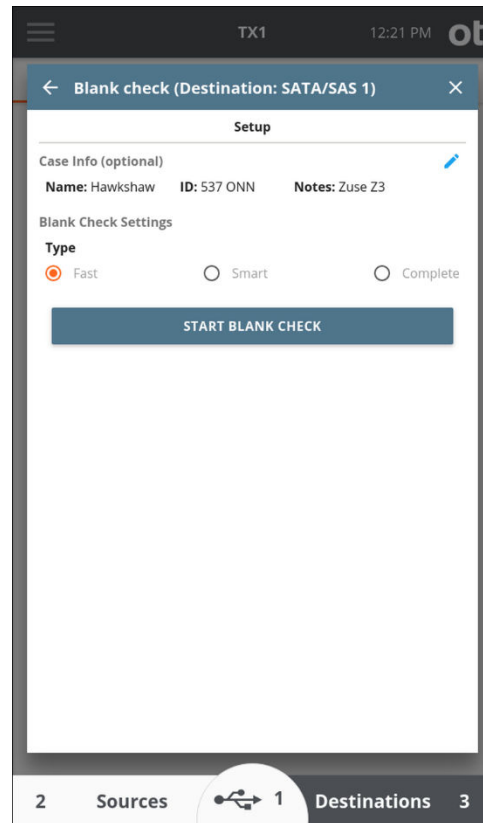 TX1 12:21 PM ot
Blank check (Destination: SATA/SAS 1)
Setup
Case Info (optional)
Name: Hawkshaw ID: 537 ONN Notes: Zuse Z3
Blank Check Settings
Type
Fast Smart Complete
START BLANK CHECK
2 Sources 1 Destinations 3